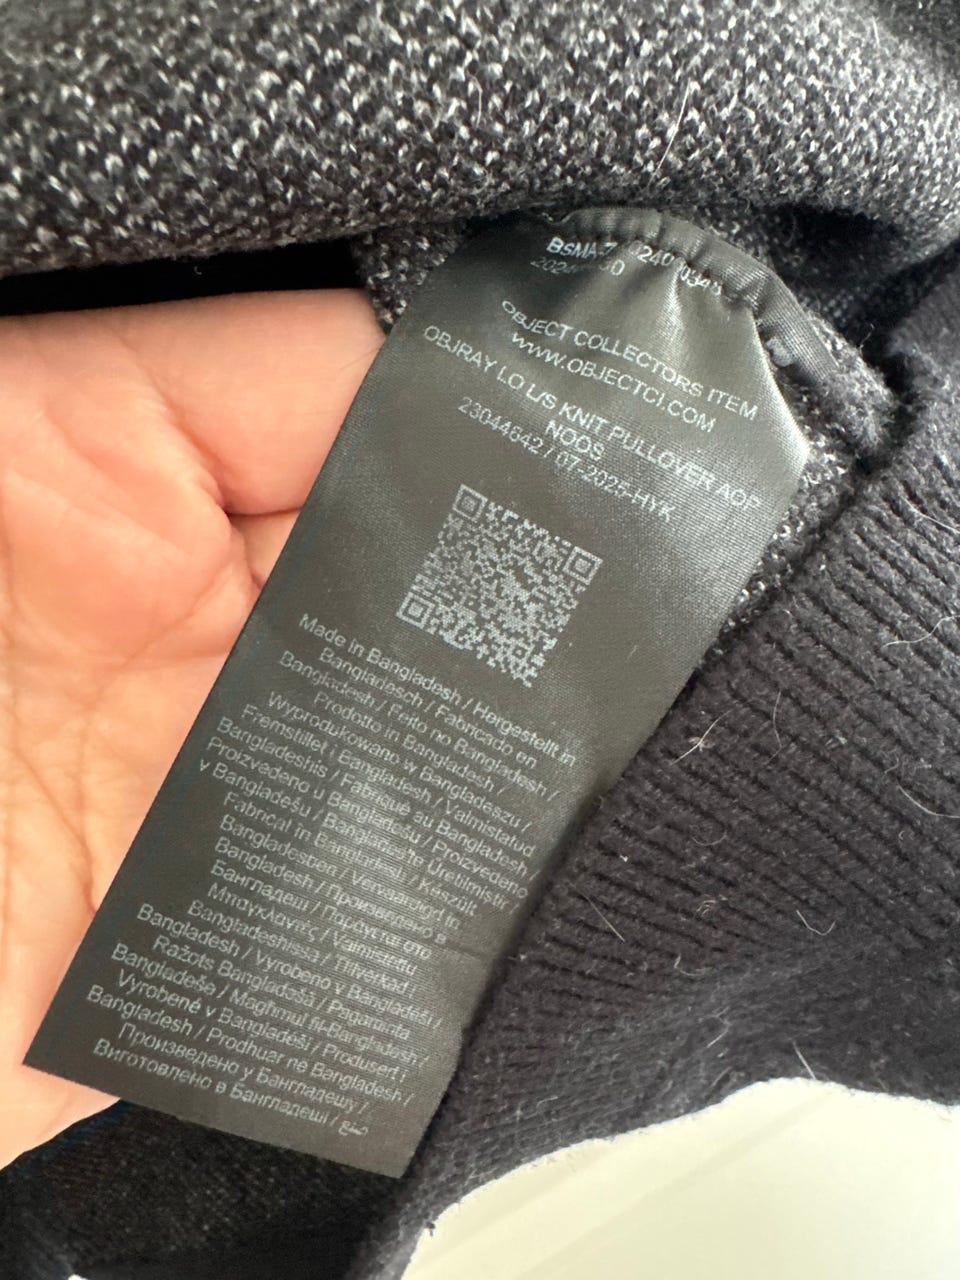 OBJECT COLLECTORS ITEM
WWW.OBJECTCI.COM
OBJRAY LO L/S KNIT PULLOVER AOP
NOOS
23044642 / 07-2025-HYK
Made in Bangladesh / Hergestellt in
Bangladesch / Fabricado en
Bangladesh / Feito no Bangladesh /
Prodotto in Bangladesh /
Wyprodukowano w Bangladeszu /
Fremstillet i Bangladesh / Valmistatud
Bangladeshis / Fabriqué au Bangladesh /
Proizvedeno u Bangladešu / Proizvedeno
v Bangladešu / Bangladeşte Üretilmiştir
Fabricat in Bangladesh / Készült
Bangladesben / Vervaardigd in
Bangladesh / Произведено в
Бангладеш / Παράγεται στο
Μπαγκλαντές / Valmistettu
Bangladeshissa / Tillverkad i
Bangladesh / Vyrobeno v Bangladéši /
Ražots Bangladešā / Pagaminta
Bangladeše / Magħmul fil-Bangladesh /
Vyrobené v Bangladéši / Produsert i
Bangladesh / Prodhuar ne Bangladesh /
Произведено у Бангладешу /
Виготовлено в Бангладеші /